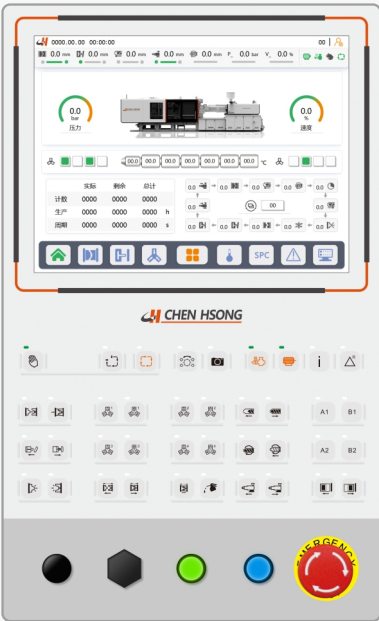 0000.00.00 00:00:00 00
0.0 mm 0.0 mm 0.0 mm 0.0 mm 0.0 mm P 0.0 bar V 0.0 %
0.0
bar
压力
0.0
%
速度
00.0 00.0 00.0 00.0 00.0 00.0 00.0 ℃
实际 剩余 总计
计数 0000 0000 0000
生产 0000 0000 0000 h
周期 0000 0000 0000 s
0.0 0.0 0.0 0.0 0.0
0.0 00 0.0
0.0 0.0 0.0 0.0 0.0
SPC
CHEN HSONG
i
A1 B1
A2 B2
EMERGENCY